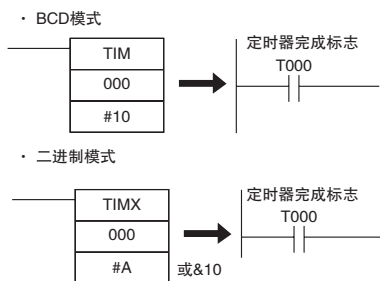 · BCD模式
TIM
000
#10
定时器完成标志
T000
· 二进制模式
TIMX
000
#A
或&10
定时器完成标志
T000